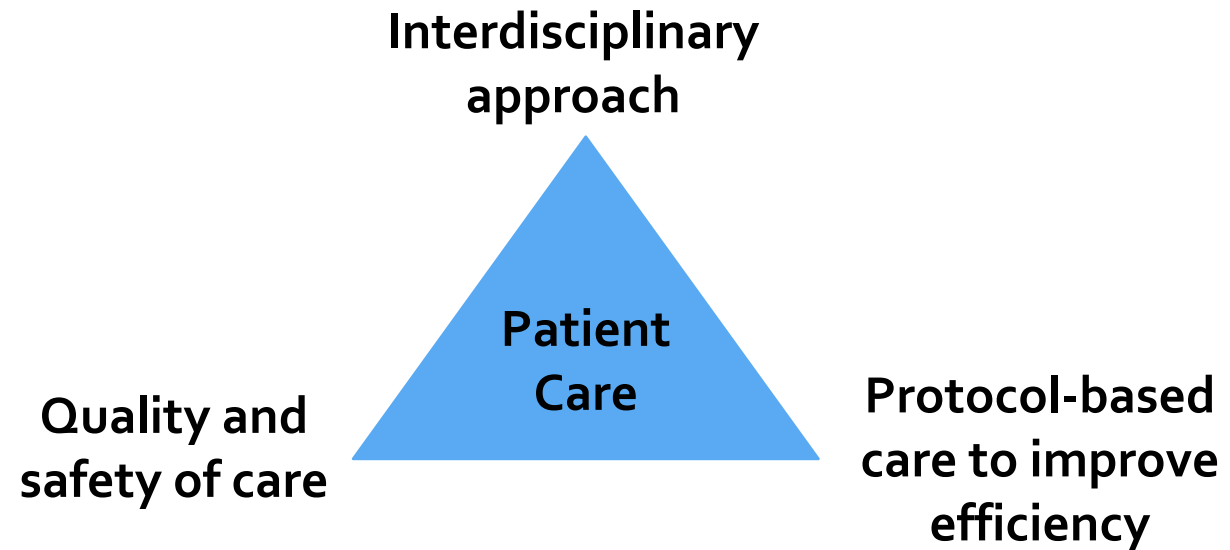 Interdisciplinary
approach
Patient
Care
Quality and
safety of care
Protocol-based
care to improve
efficiency